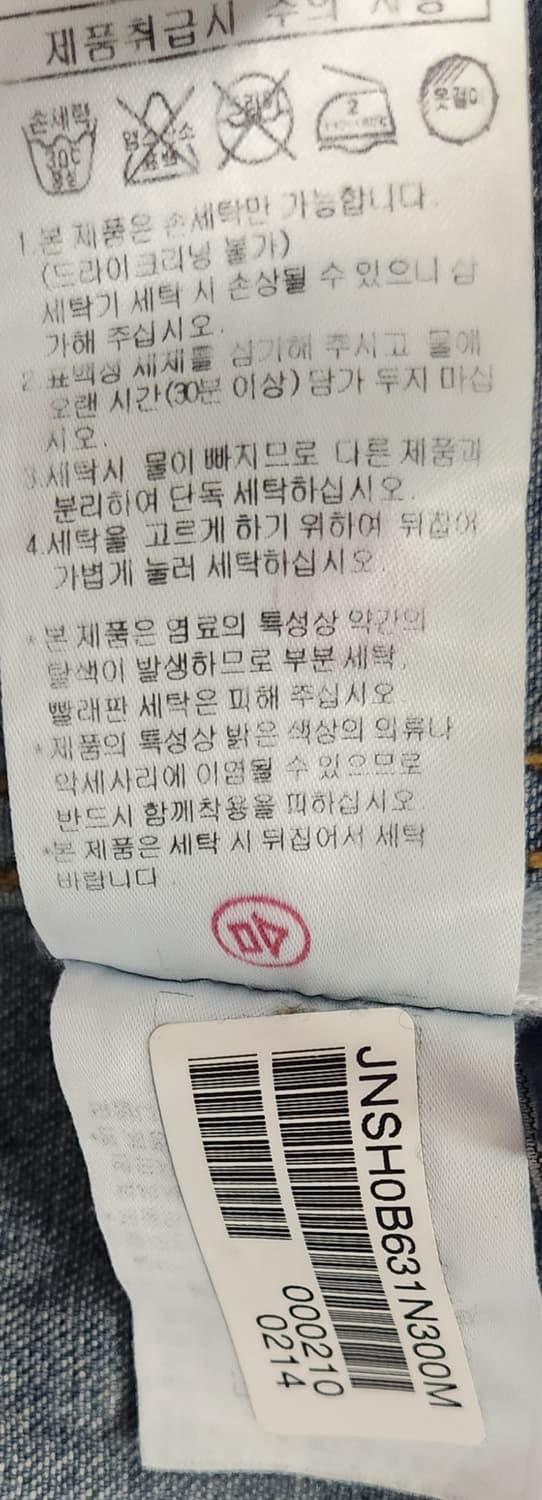 제품취급시 주의 사항
손세탁
30℃
중성
염소산소
표백
드라이
2
옷걸이
1.본 제품은 손세탁만 가능합니다.
(드라이크리닝 불가)
세탁기 세탁 시 손상될 수 있으니 삼
가해 주십시오.
2.표백성 세제를 삼가해 주시고 물에
오랜 시간(30분 이상) 담가 두지 마십
시오.
3.세탁시 물이 빠지므로 다른 제품과
분리하여 단독 세탁하십시오.
4.세탁을 고르게 하기 위하여 뒤집어
가볍게 눌러 세탁하십시오.
*본 제품은 염료의 특성상 약간의
탈색이 발생하므로 부분 세탁,
빨래판 세탁은 피해 주십시오
*제품의 특성상 밝은 색상의 의류나
악세사리에 이염될 수 있으므로
반드시 함께착용을 피하십시오
*본 제품은 세탁 시 뒤집어서 세탁
바랍니다.
합
JNSH0B631N300M
000210
0214